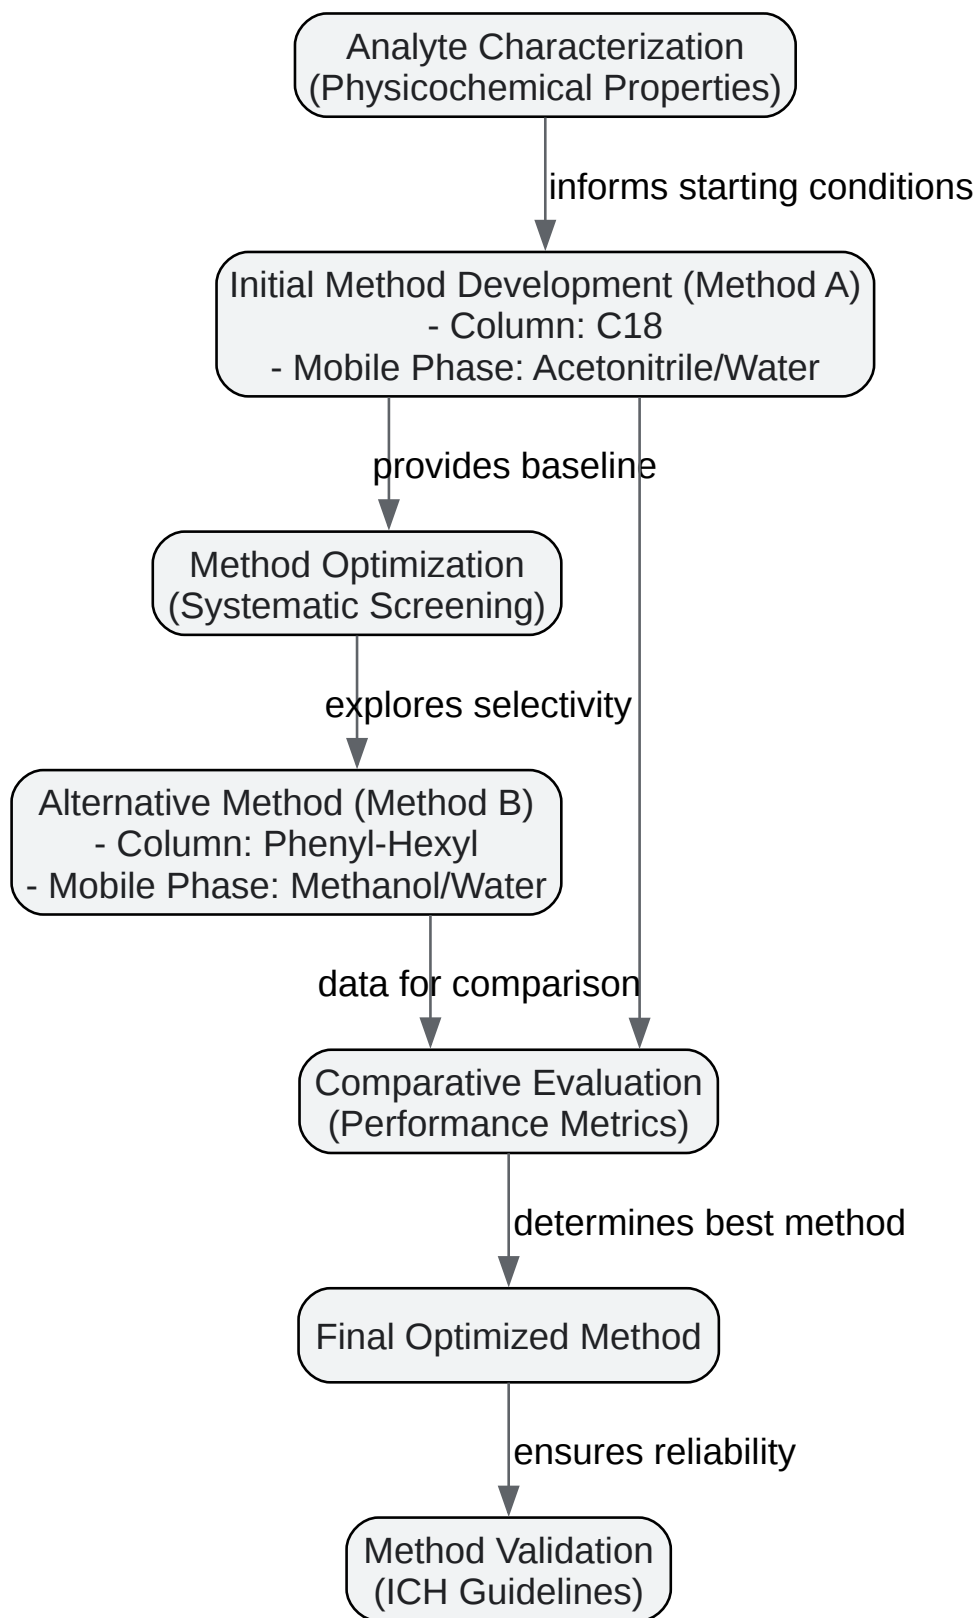 Analyte Characterization
(Physicochemical Properties)
informs starting conditions
Initial Method Development (Method A)
- Column: C18
- Mobile Phase: Acetonitrile/Water
provides baseline
Method Optimization
(Systematic Screening)
explores selectivity
Alternative Method (Method B)
- Column: Phenyl-Hexyl
- Mobile Phase: Methanol/Water
data for comparison
Comparative Evaluation
(Performance Metrics)
determines best method
Final Optimized Method
ensures reliability
Method Validation
(ICH Guidelines)